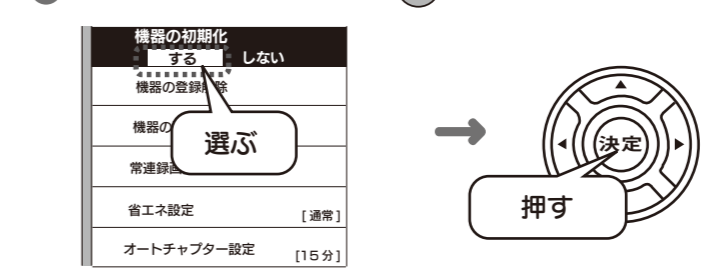 機器の初期化
する しない
機器の登録 除
機器の
選ぶ
常連録画
省エネ設定 [通常]
オートチャプター設定 [15分]
決定
押す